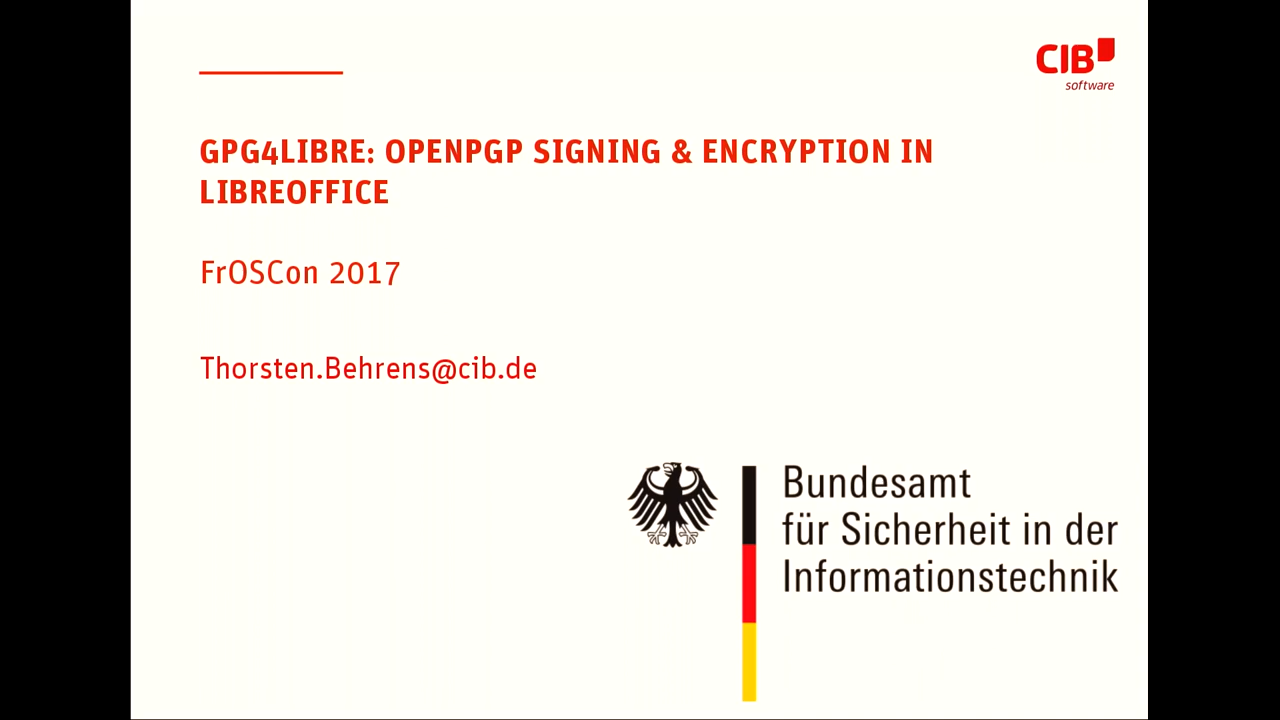 CIB
software
GPG4LIBRE: OPENPGP SIGNING & ENCRYPTION IN
LIBREOFFICE
FrOSCon 2017
Thorsten.Behrens@cib.de
Bundesamt
für Sicherheit in der
Informationstechnik